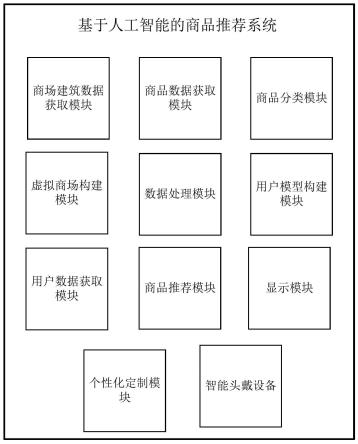 基于人工智能的商品推荐系统
商场建筑数据
获取模块
商品数据获取
模块
商品分类模块
虚拟商场构建
模块
数据处理模块
用户模型构建
模块
用户数据获取
模块
商品推荐模块
显示模块
个性化定制模
块
智能头戴设备